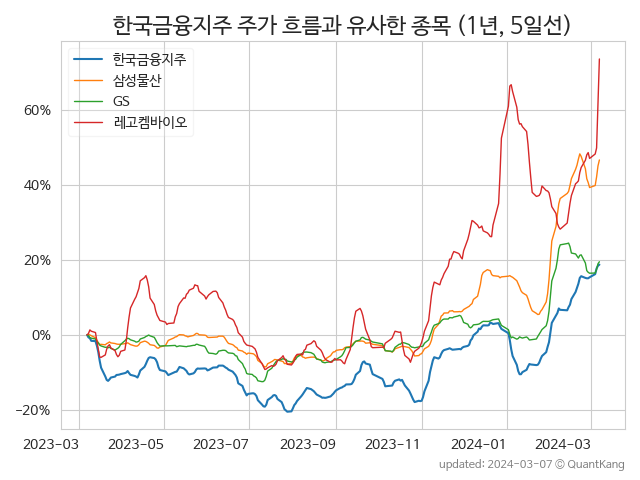 한국금융지주 주가 흐름과 유사한 종목 (1년, 5일선)
한국금융지주
삼성물산
GS
레고켐바이오
60%
40%
20%
0%
−20%
2023-03 2023-05 2023-07 2023-09 2023-11 2024-01 2024-03
updated: 2024-03-07 © QuantKang